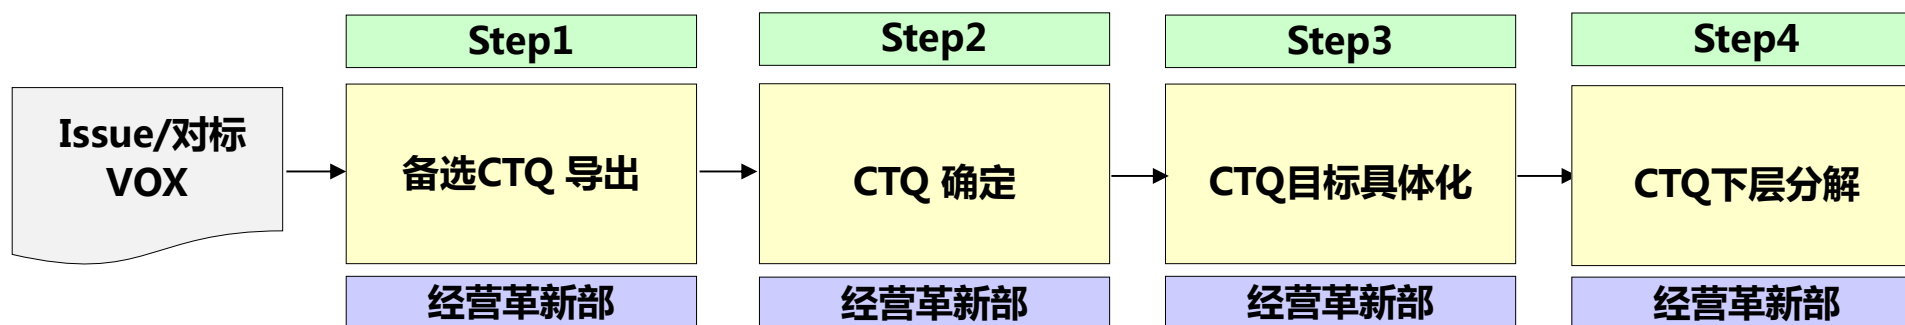 Step1
Step2
Step3
Step4
Issue/对标
VOX
备选CTQ 导出
CTQ 确定
CTQ目标具体化
CTQ下层分解
经营革新部
经营革新部
经营革新部
经营革新部